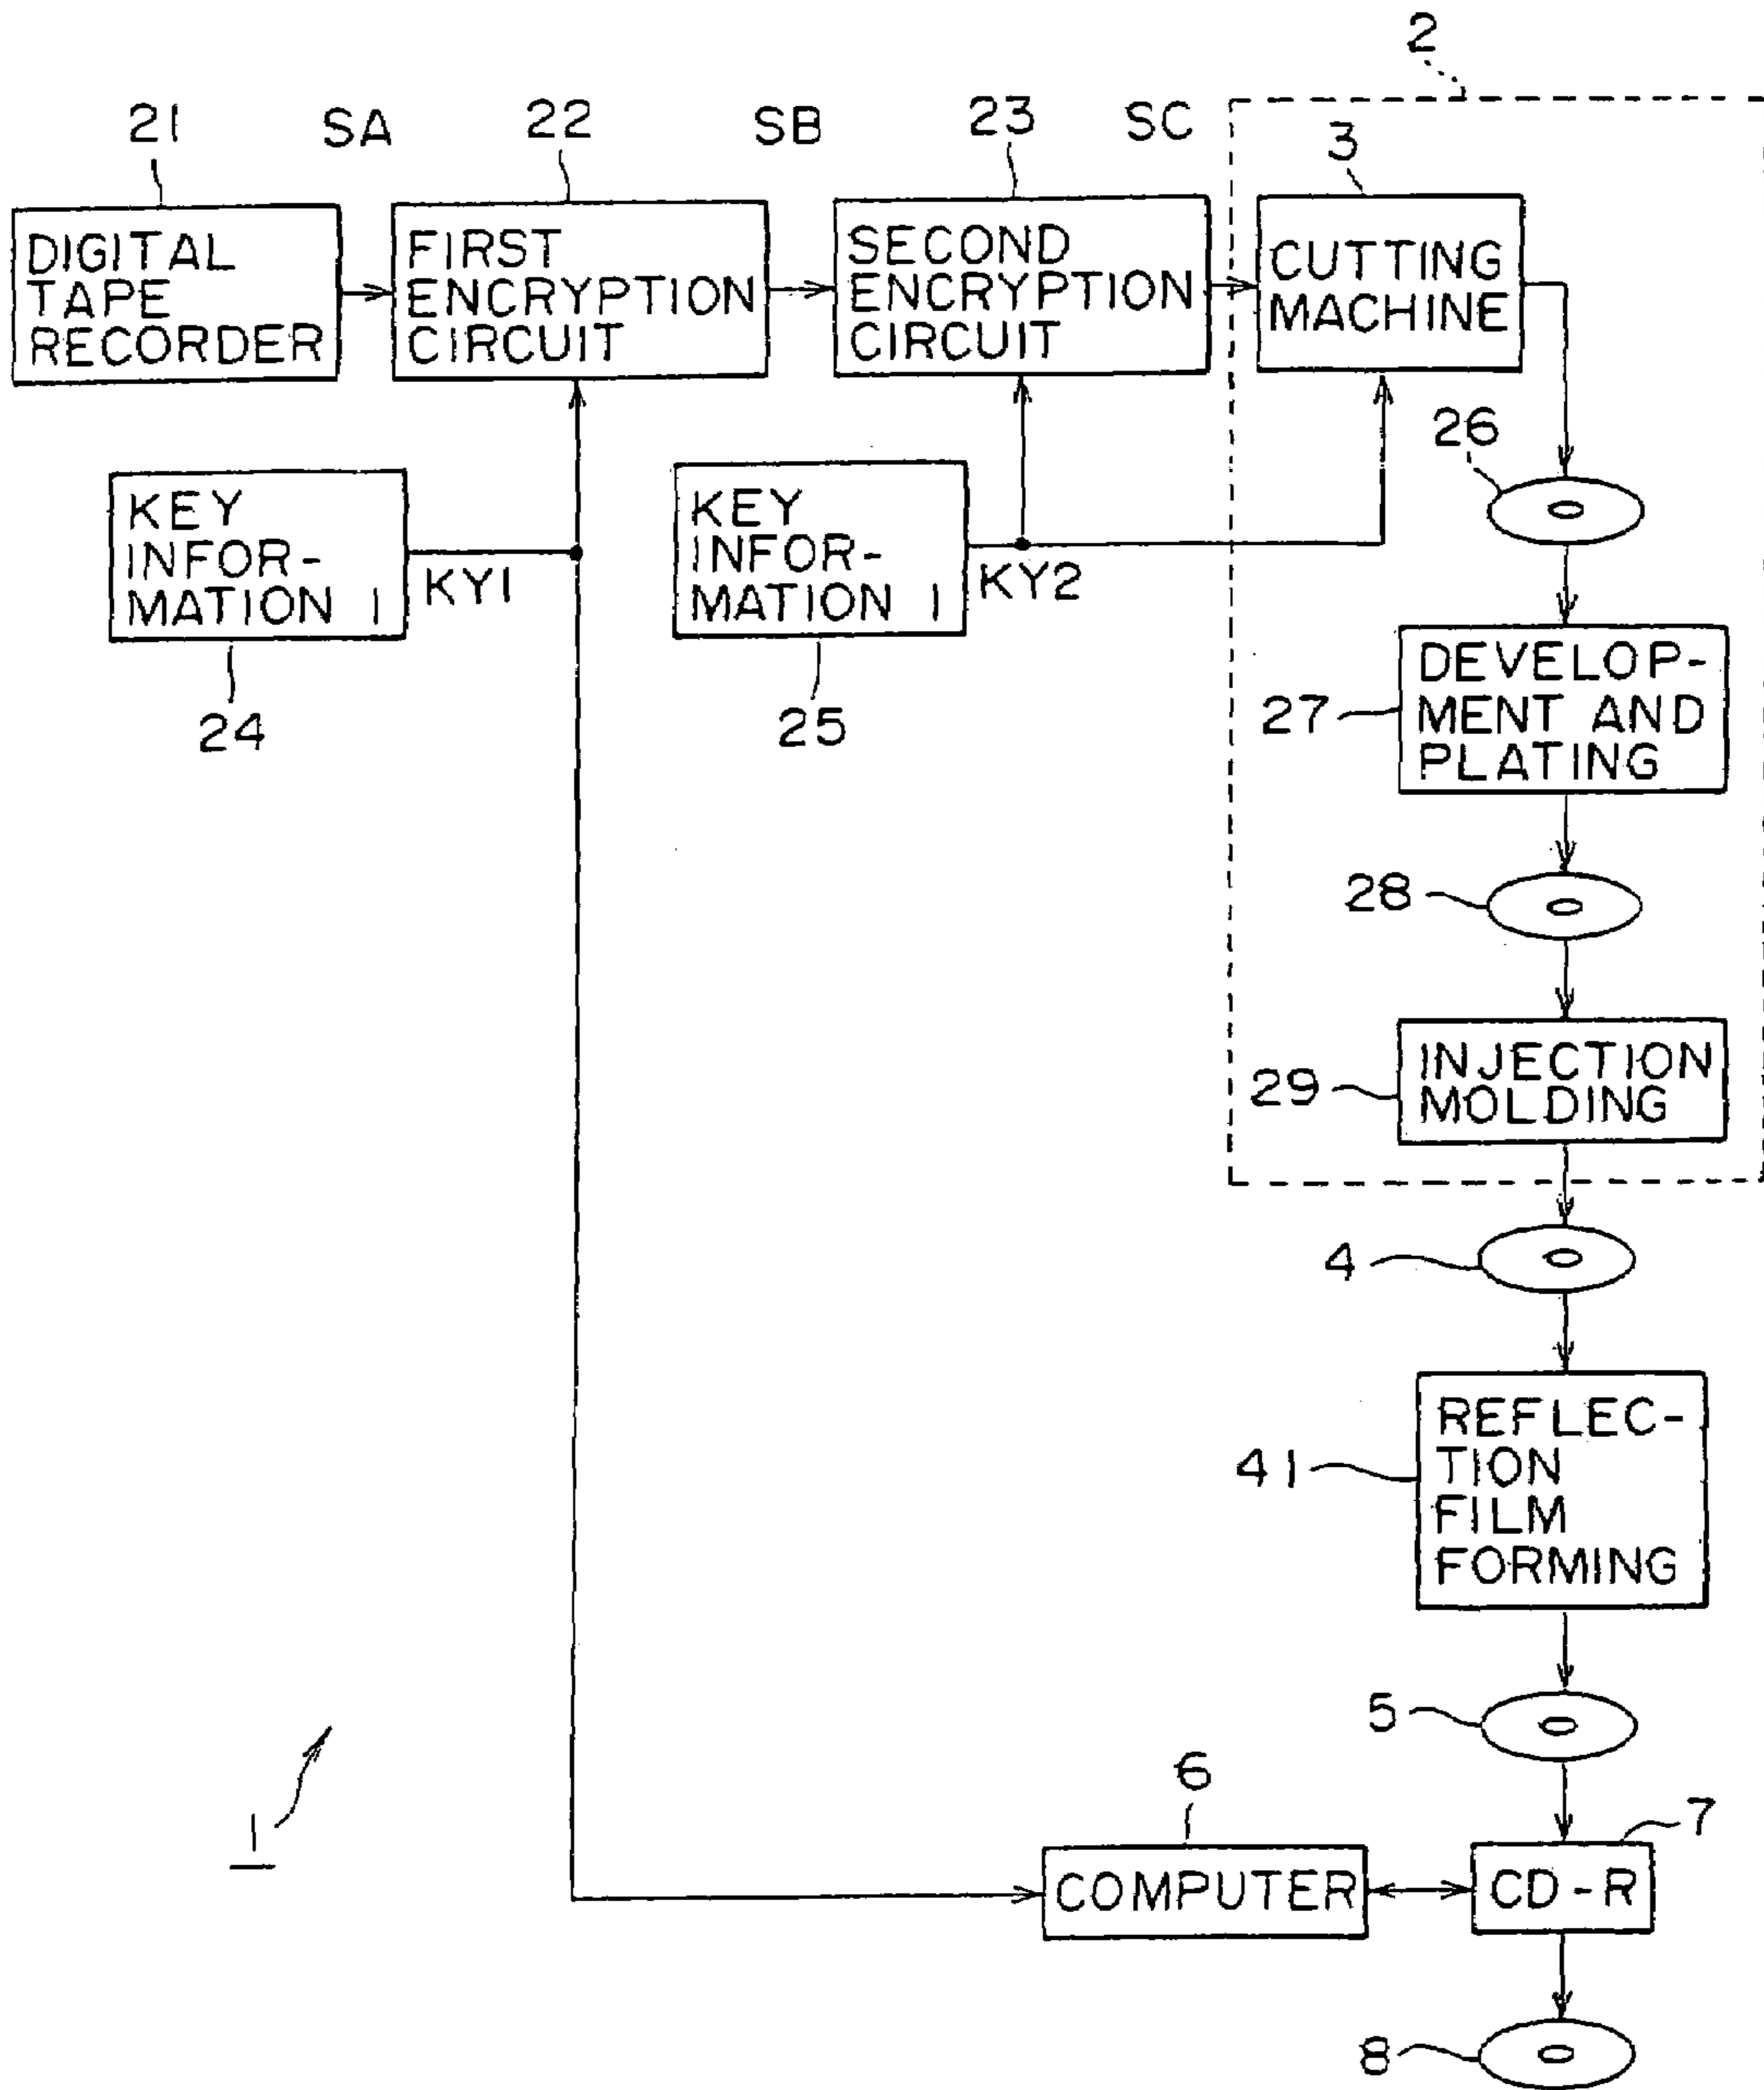 2
21
SA
22
SB
23
SC
3
DIGITAL
TAPE
RECORDER
FIRST
ENCRYPTION
CIRCUIT
SECOND
ENCRYPTION
CIRCUIT
CUTTING
MACHINE
26
KEY
INFOR-
MATION 1
KY1
KEY
INFOR-
MATION 1
KY2
24
25
27
DEVELOP-
MENT AND
PLATING
28
29
INJECTION
MOLDING
4
41
REFLEC-
TION
FILM
FORMING
5
1
6
7
COMPUTER
CD-R
8